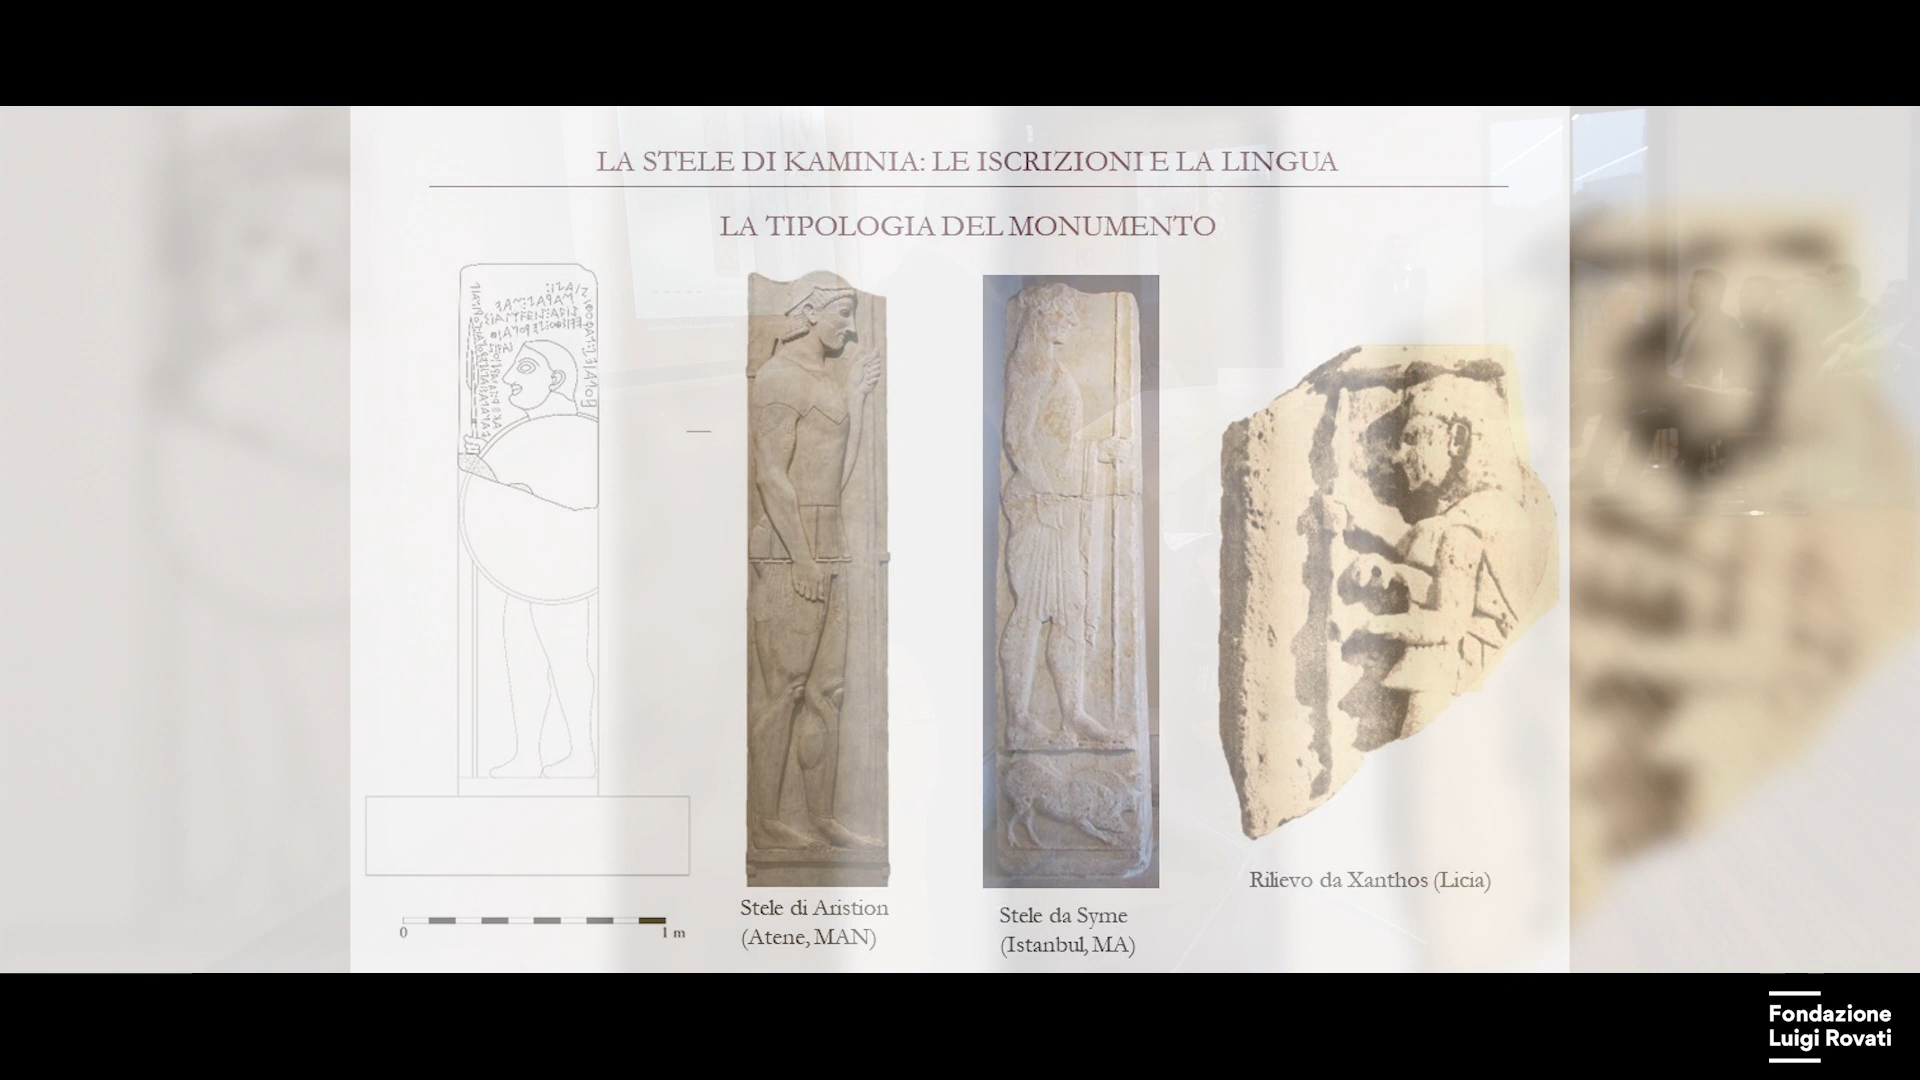 LA STELE DI KAMINIA: LE ISCRIZIONI E LA LINGUA
LA TIPOLOGIA DEL MONUMENTO
0
1 m
Stele di Aristion
(Atene, MAN)
Stele da Syme
(Istanbul, MA)
Rilievo da Xanthos (Licia)
Fondazione
Luigi Rovati